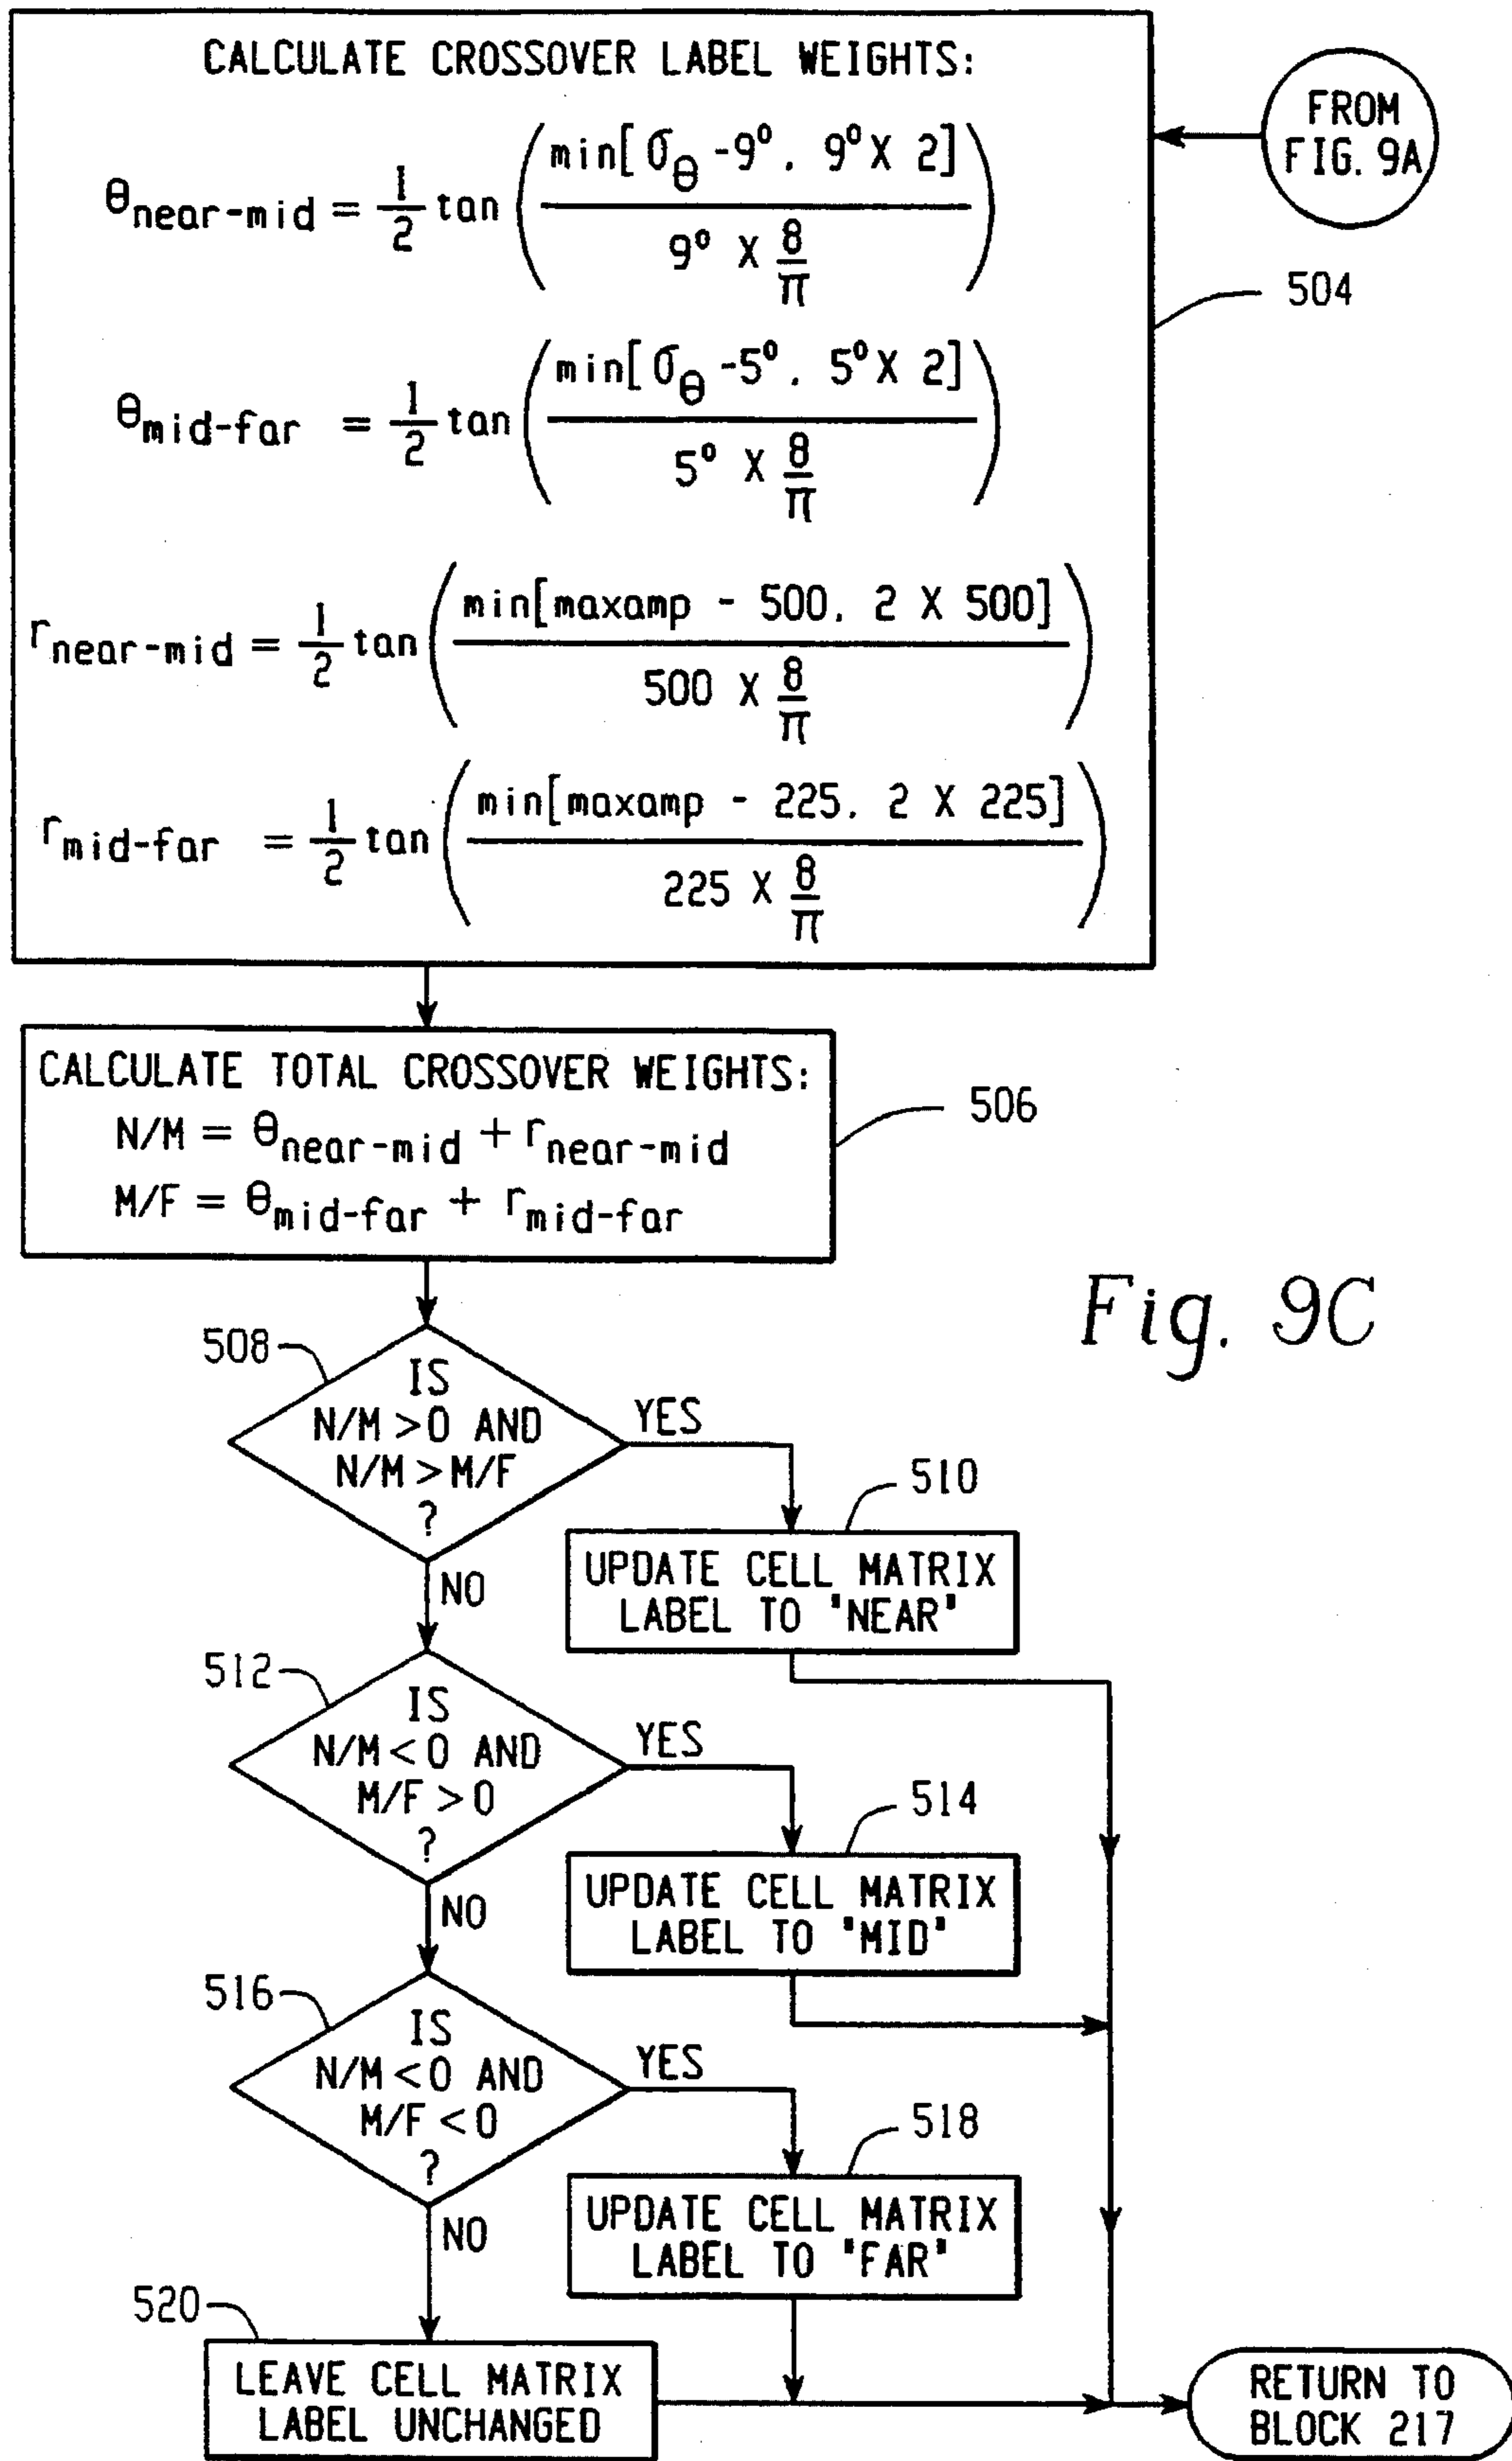 CALCULATE CROSSOVER LABEL WEIGHTS:
θnear-mid = 1/2 tan ( min[σθ -9°. 9° X 2] / 9° X 8/π )
θmid-far = 1/2 tan ( min[σθ -5°. 5° X 2] / 5° X 8/π )
rnear-mid = 1/2 tan ( min[maxamp - 500. 2 X 500] / 500 X 8/π )
rmid-far = 1/2 tan ( min[maxamp - 225. 2 X 225] / 225 X 8/π )
FROM
FIG. 9A
504
CALCULATE TOTAL CROSSOVER WEIGHTS:
N/M = θnear-mid + rnear-mid
M/F = θmid-far + rmid-far
506
Fig. 9C
508
IS
N/M >0 AND
N/M > M/F
?
YES
NO
510
UPDATE CELL MATRIX
LABEL TO "NEAR"
512
IS
N/M < 0 AND
M/F > 0
?
YES
NO
514
UPDATE CELL MATRIX
LABEL TO "MID"
516
IS
N/M < 0 AND
M/F < 0
?
YES
NO
518
UPDATE CELL MATRIX
LABEL TO "FAR"
520
LEAVE CELL MATRIX
LABEL UNCHANGED
RETURN TO
BLOCK 217